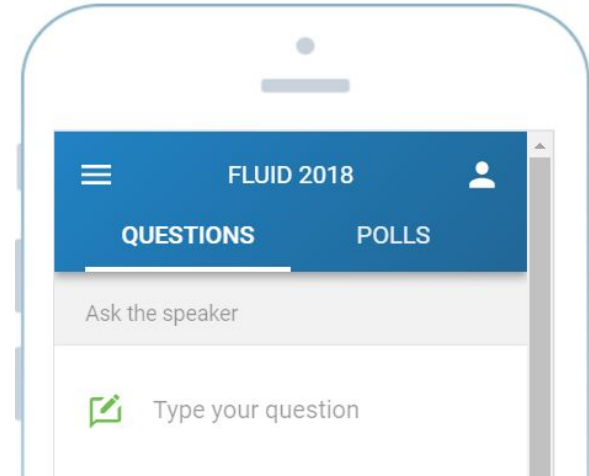 FLUID 2018
QUESTIONS POLLS
Ask the speaker
Type your question